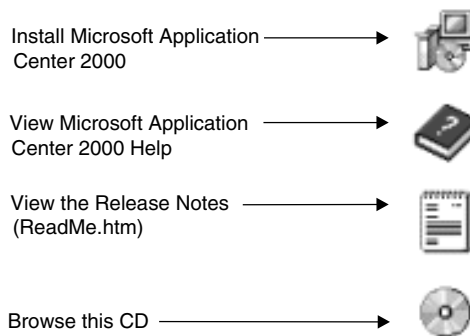 Install Microsoft Application
Center 2000
View Microsoft Application
Center 2000 Help
View the Release Notes
(ReadMe.htm)
Browse this CD